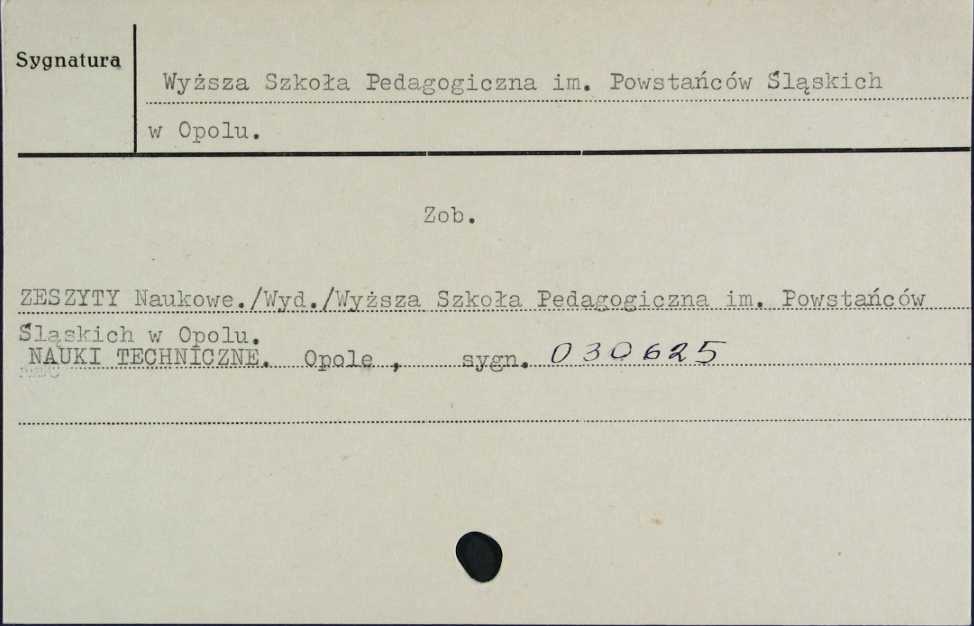 Sygnatura
Wyższa Szkoła Pedagogiczna im. Powstańców Śląskich
w Opolu.
Zob.
ZESZYTY Naukowe./Wyd./Wyższa Szkoła Pedagogiczna im. Powstańców
Śląskich w Opolu.
NAUKI TECHNICZNE. Opole , sygn. 030625